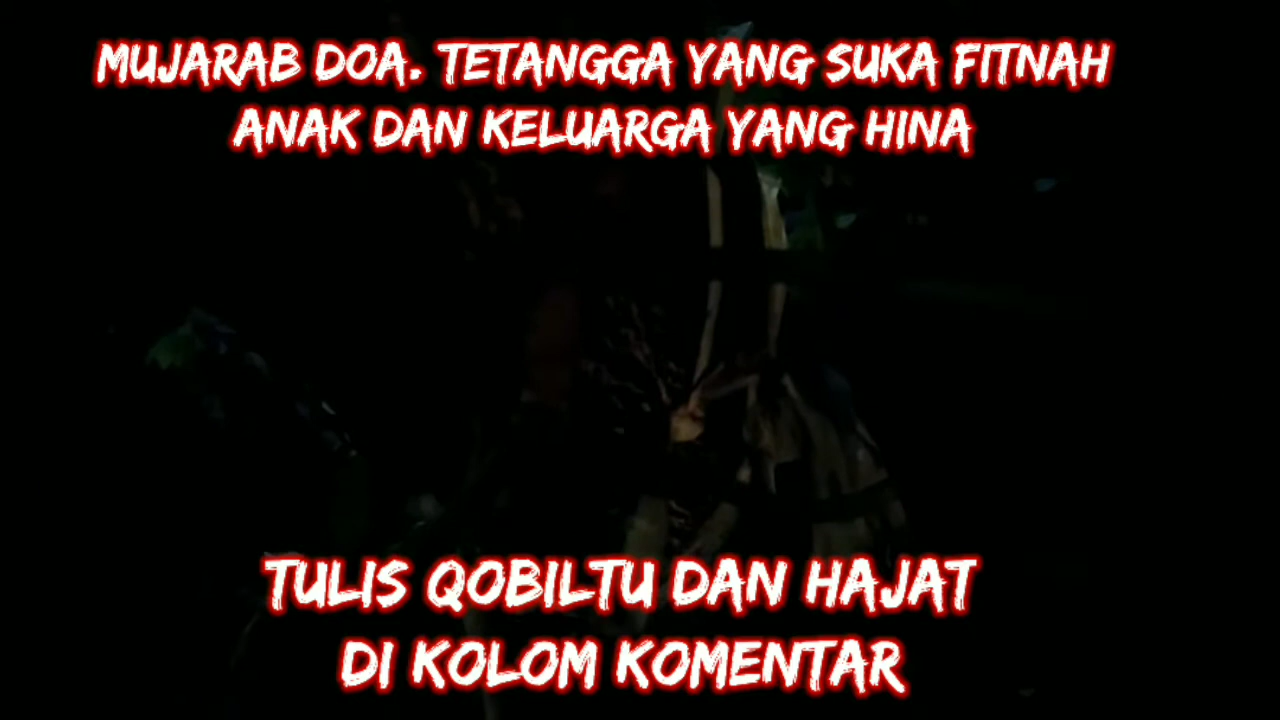 MUJARAB DOA. TETANGGA YANG SUKA FITNAH
ANAK DAN KELUARGA YANG HINA
TULIS QOBILTU DAN HAJAT
DI KOLOM KOMENTAR